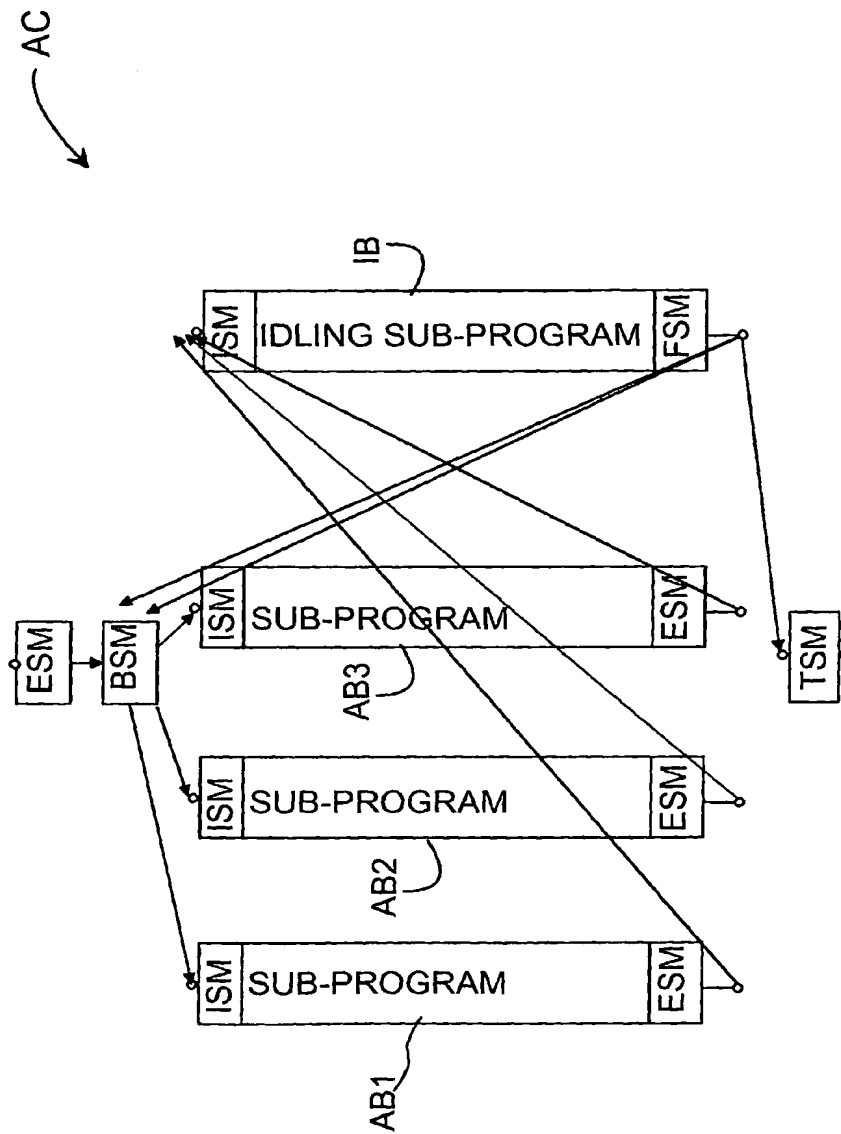 AC
ESM
BSM
ISM
SUB-PROGRAM
ESM
AB1
ISM
SUB-PROGRAM
ESM
AB2
ISM
SUB-PROGRAM
ESM
AB3
ISM
IDLING SUB-PROGRAM
FSM
IB
TSM